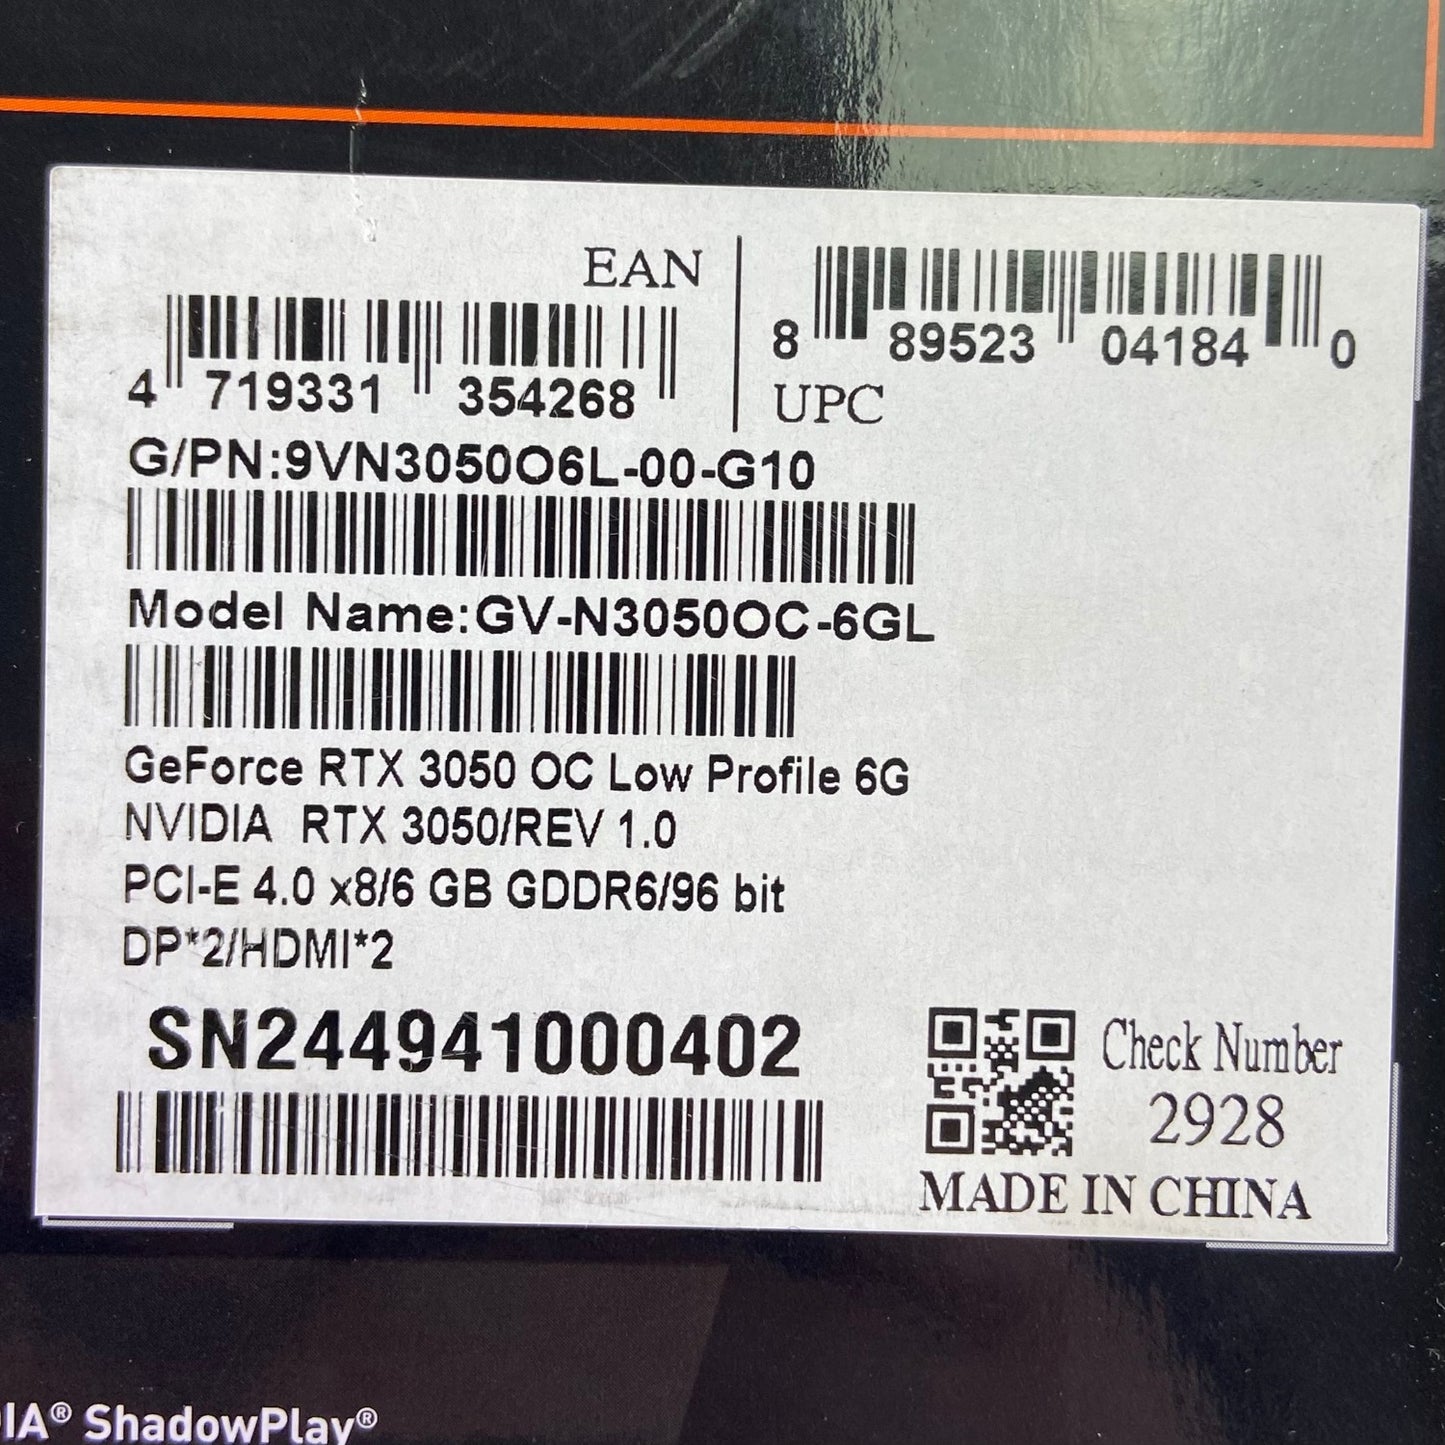 EAN
4 719331 354268
8 89523 04184 0
UPC
G/PN:9VN3050O6L-00-G10
Model Name:GV-N3050OC-6GL
GeForce RTX 3050 OC Low Profile 6G
NVIDIA RTX 3050/REV 1.0
PCI-E 4.0 x8/6 GB GDDR6/96 bit
DP*2/HDMI*2
SN244941000402
Check Number
2928
MADE IN CHINA
IA® ShadowPlay®